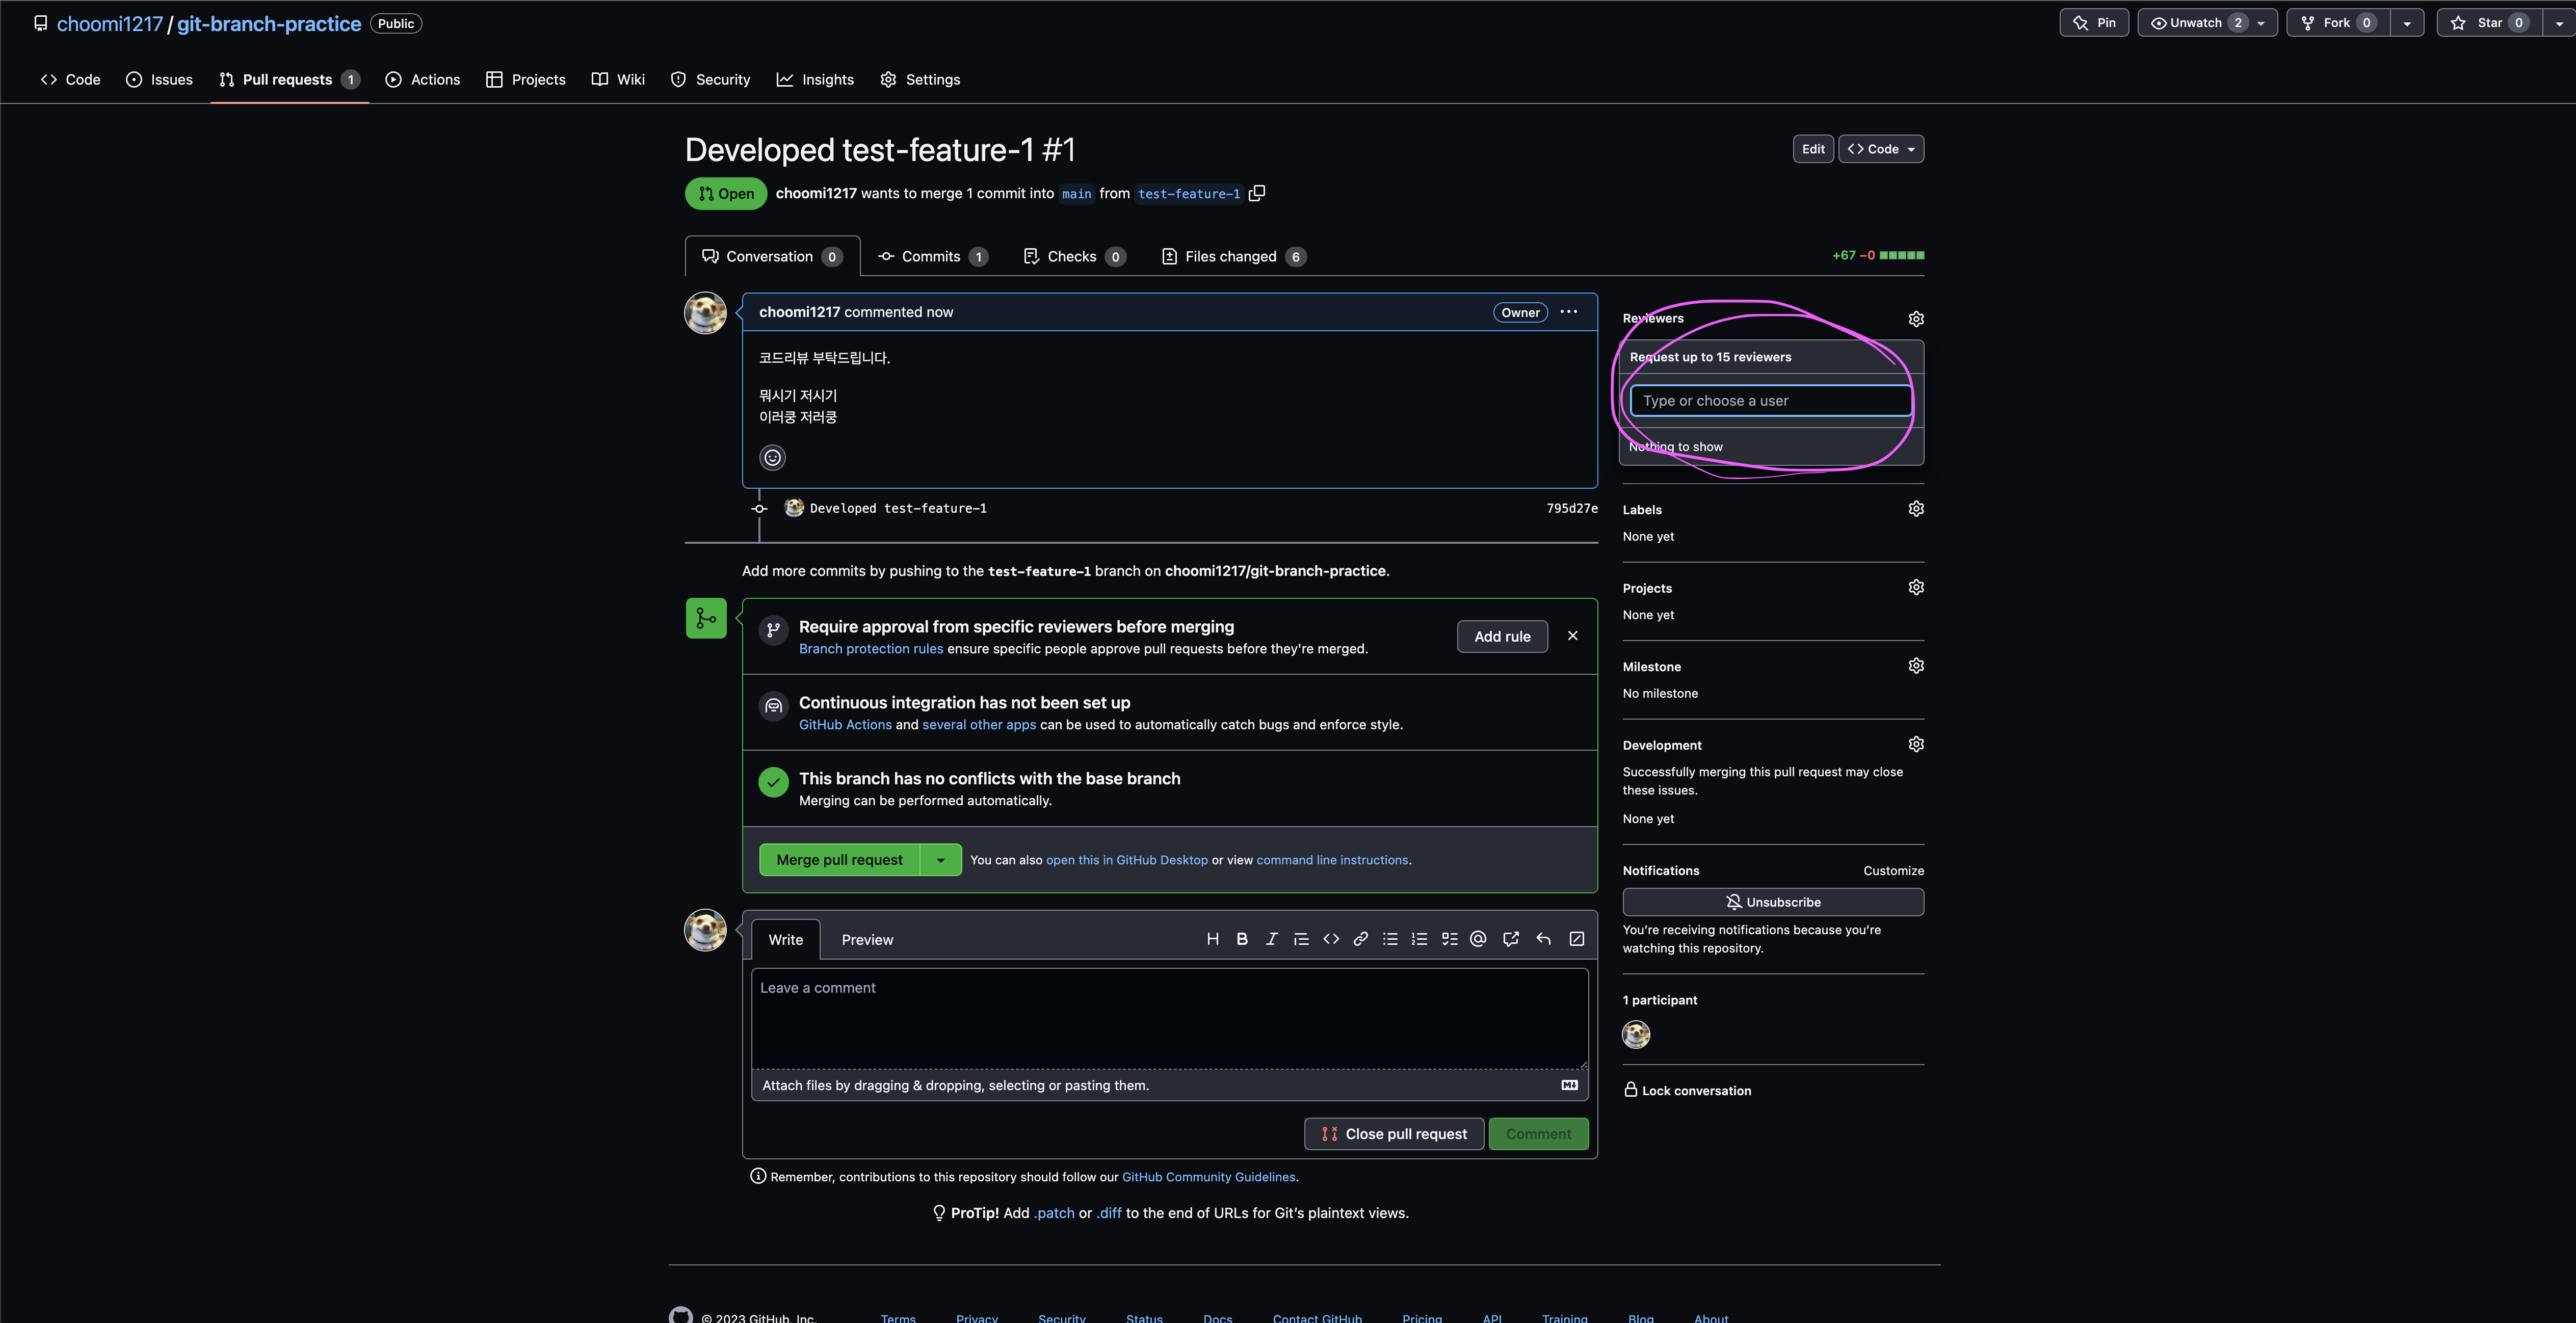 choomi1217 / git-branch-practice Public
Pin
Unwatch 2
Fork 0
Star 0
Code
Issues
Pull requests 1
Actions
Projects
Wiki
Security
Insights
Settings
Developed test-feature-1 #1
Edit
Code
Open
choomi1217 wants to merge 1 commit into main from test-feature-1
Conversation 0
Commits 1
Checks 0
Files changed 6
+67 −0
choomi1217 commented now
Owner
코드리뷰 부탁드립니다.
뭐시기 저시기
이러쿵 저러쿵
Developed test-feature-1
795d27e
Add more commits by pushing to the test-feature-1 branch on choomi1217/git-branch-practice.
Require approval from specific reviewers before merging
Branch protection rules ensure specific people approve pull requests before they're merged.
Add rule
Continuous integration has not been set up
GitHub Actions and several other apps can be used to automatically catch bugs and enforce style.
This branch has no conflicts with the base branch
Merging can be performed automatically.
Merge pull request
You can also open this in GitHub Desktop or view command line instructions.
Write
Preview
Leave a comment
Attach files by dragging & dropping, selecting or pasting them.
Close pull request
Comment
Remember, contributions to this repository should follow our GitHub Community Guidelines.
ProTip! Add .patch or .diff to the end of URLs for Git's plaintext views.
Reviewers
Request up to 15 reviewers
Type or choose a user
Nothing to show
Labels
None yet
Projects
None yet
Milestone
No milestone
Development
Successfully merging this pull request may close
these issues.
None yet
Notifications
Customize
Unsubscribe
You're receiving notifications because you're
watching this repository.
1 participant
Lock conversation
© 2023 GitHub, Inc.
Terms
Privacy
Security
Status
Docs
Contact GitHub
Pricing
API
Training
Blog
About